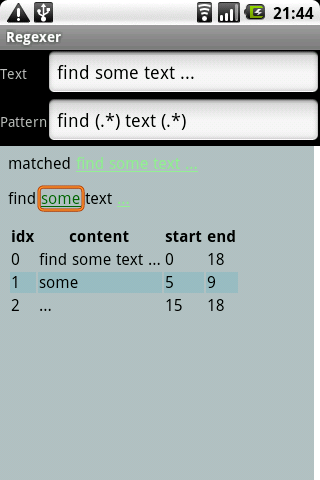 21:44
Regexer
Text find some text ...
Pattern find (.*) text (.*)
matched find some text ...
find some text ...
idx content start end
0 find some text ... 0 18
1 some 5 9
2 ... 15 18